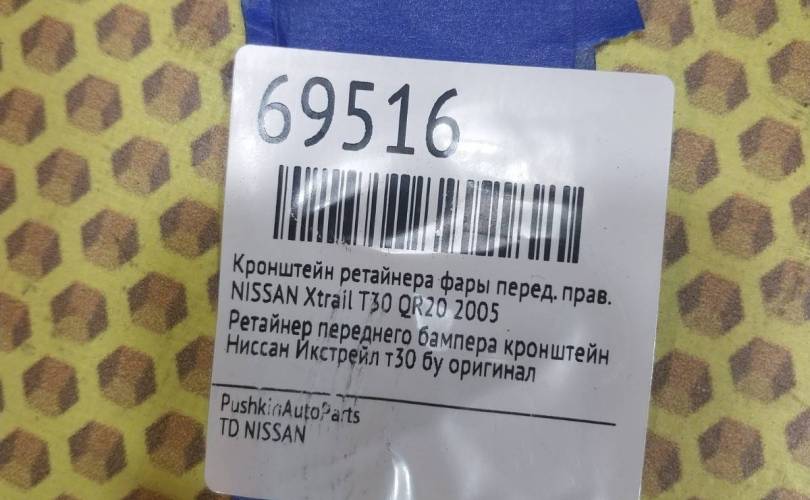 69516
Кронштейн ретайнера фары перед. прав.
NISSAN Xtrail T30 QR20 2005
Ретайнер переднего бампера кронштейн
Ниссан Икстрейл т30 бу оригинал
PushkinAutoParts
TD NISSAN